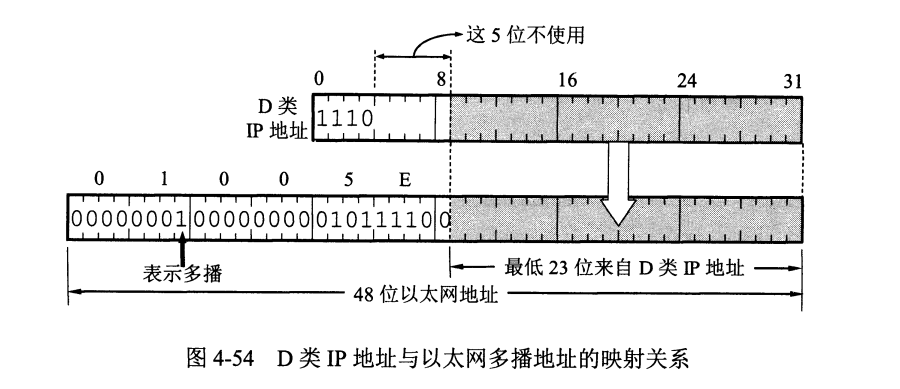 这 5 位不使用
0 8 16 24 31
D 类
IP 地址
1110
0 1 0 0 5 E
00000001 00000000 01011110 0
表示多播
最低 23 位来自 D 类 IP 地址
48 位以太网地址
图 4-54 D 类 IP 地址与以太网多播地址的映射关系